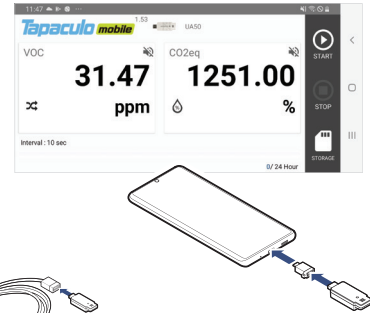 11:47
Tapaculo mobile 1.53 UA50
VOC
31.47
ppm
CO2eq
1251.00
%
START
STOP
STORAGE
Interval : 10 sec
0/ 24 Hour